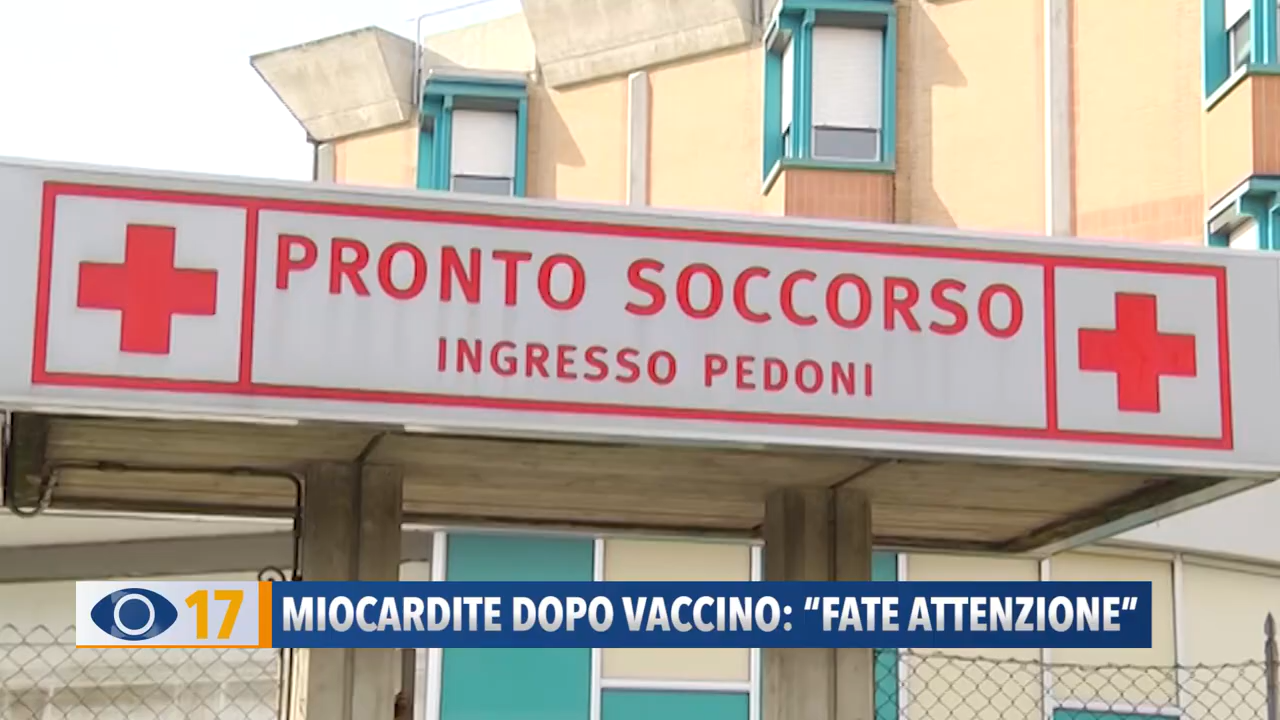 PRONTO SOCCORSO
INGRESSO PEDONI
17
MIOCARDITE DOPO VACCINO: “FATE ATTENZIONE“